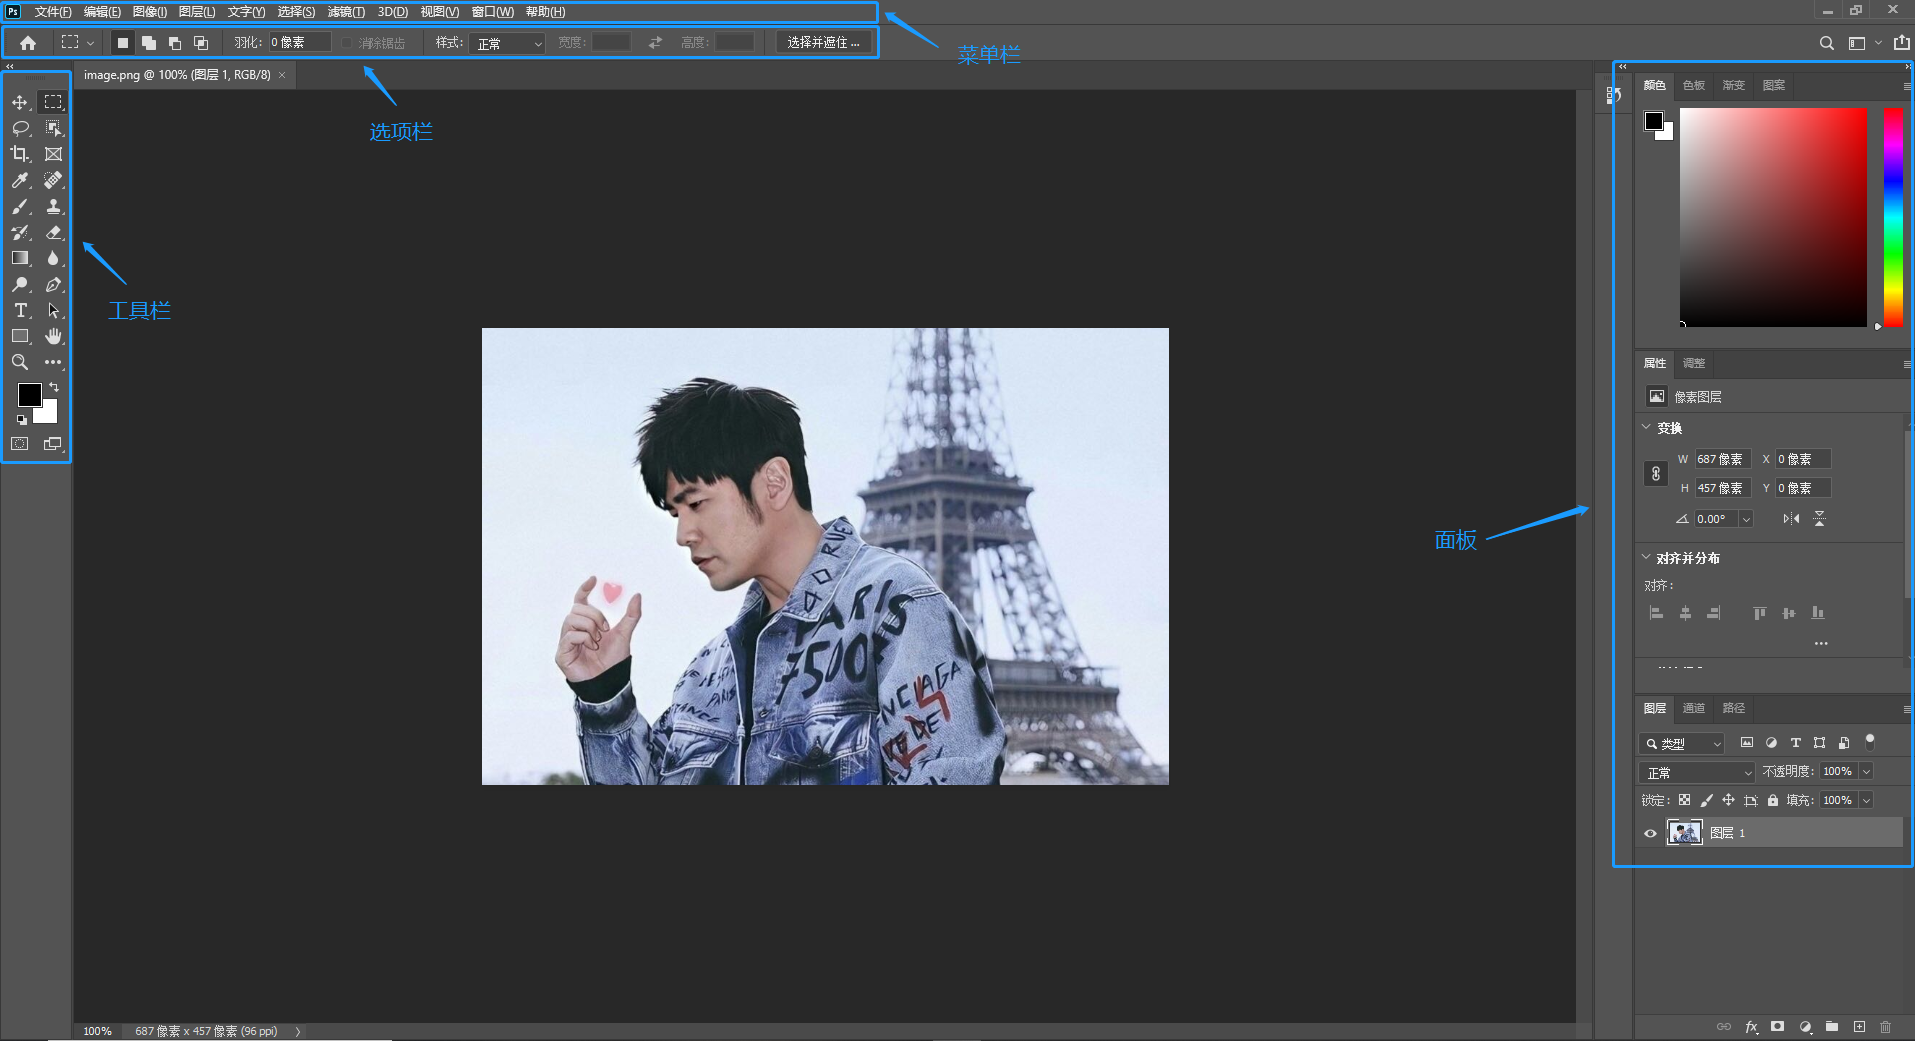 Ps 文件(F) 编辑(E) 图像(I) 图层(L) 文字(Y) 选择(S) 滤镜(T) 3D(D) 视图(V) 窗口(W) 帮助(H)
羽化: 0 像素 消除锯齿 样式: 正常 宽度: 高度: 选择并遮住 ...
菜单栏
image.png @ 100% (图层 1, RGB/8) ×
选项栏
工具栏
面板
颜色 色板 渐变 图案
属性 调整
像素图层
变换
W 687 像素 X 0 像素
H 457 像素 Y 0 像素
0.00°
对齐并分布
对齐:
图层 通道 路径
类型
正常 不透明度: 100%
锁定: 填充: 100%
图层 1
RUE
PARIS
7500
PARIS
NCIAGA
100% 687 像素 x 457 像素 (96 ppi)
fx